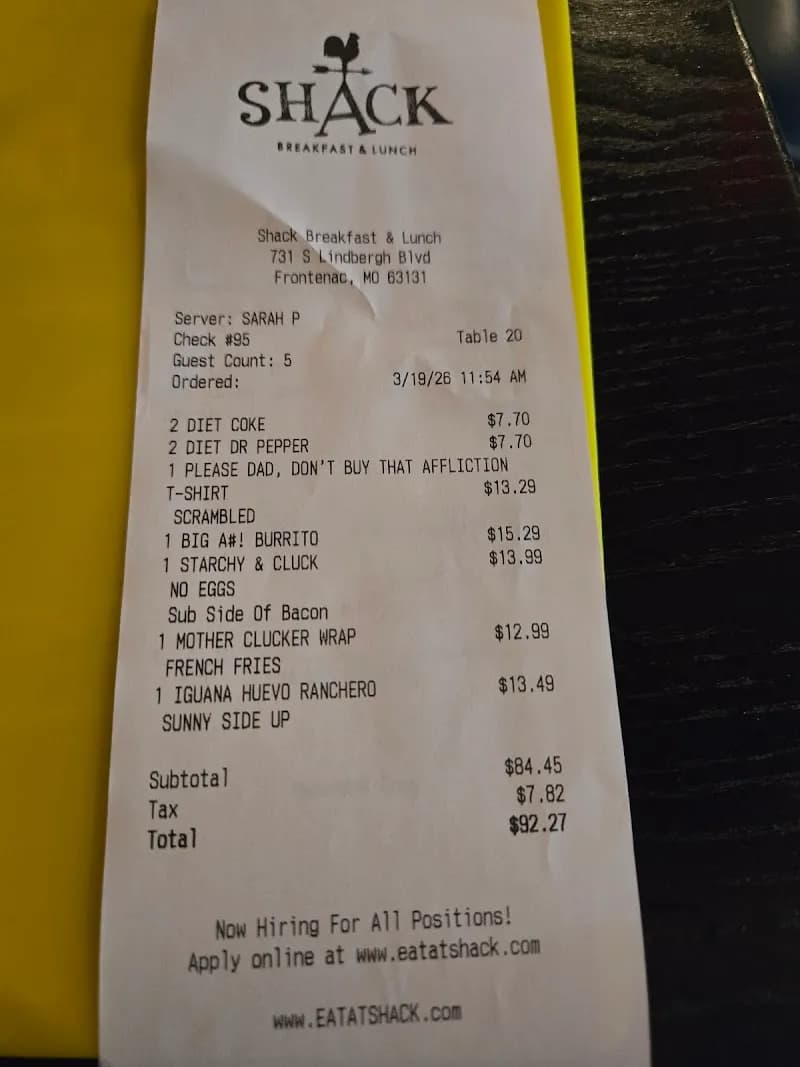 SHACK
BREAKFAST & LUNCH
Shack Breakfast & Lunch
731 S Lindbergh Blvd
Frontenac, MO 63131
Server: SARAH P
Check #95 Table 20
Guest Count: 5
Ordered: 3/19/26 11:54 AM
2 DIET COKE $7.70
2 DIET DR PEPPER $7.70
1 PLEASE DAD, DON'T BUY THAT AFFLICTION
T-SHIRT $13.29
SCRAMBLED
1 BIG A#! BURRITO $15.29
1 STARCHY & CLUCK $13.99
NO EGGS
Sub Side Of Bacon
1 MOTHER CLUCKER WRAP $12.99
FRENCH FRIES
1 IGUANA HUEVO RANCHERO $13.49
SUNNY SIDE UP
Subtotal $84.45
Tax $7.82
Total $92.27
Now Hiring For All Positions!
Apply online at www.eatatshack.com
www.EATATSHACK.com